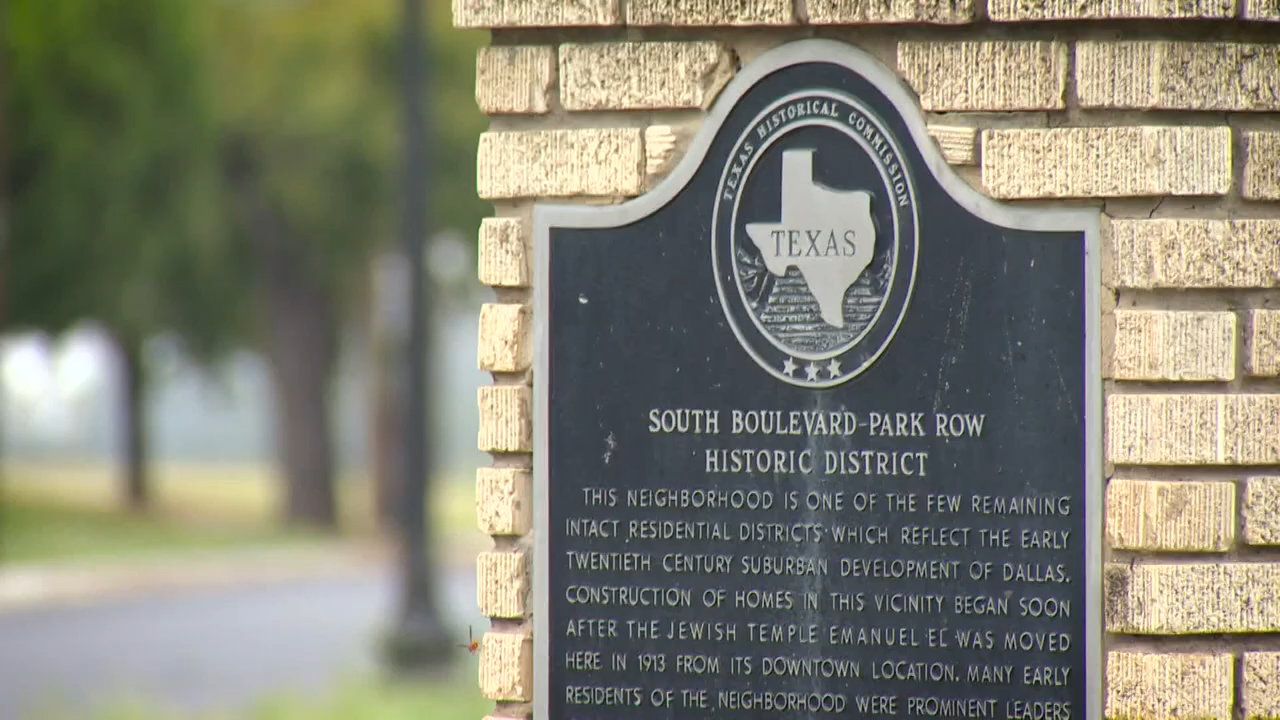 TEXAS HISTORICAL COMMISSION
TEXAS
SOUTH BOULEVARD-PARK ROW
HISTORIC DISTRICT
THIS NEIGHBORHOOD IS ONE OF THE FEW REMAINING
INTACT RESIDENTIAL DISTRICTS WHICH REFLECT THE EARLY
TWENTIETH CENTURY SUBURBAN DEVELOPMENT OF DALLAS.
CONSTRUCTION OF HOMES IN THIS VICINITY BEGAN SOON
AFTER THE JEWISH TEMPLE EMANUEL EL WAS MOVED
HERE IN 1913 FROM ITS DOWNTOWN LOCATION. MANY EARLY
RESIDENTS OF THE NEIGHBORHOOD WERE PROMINENT LEADERS